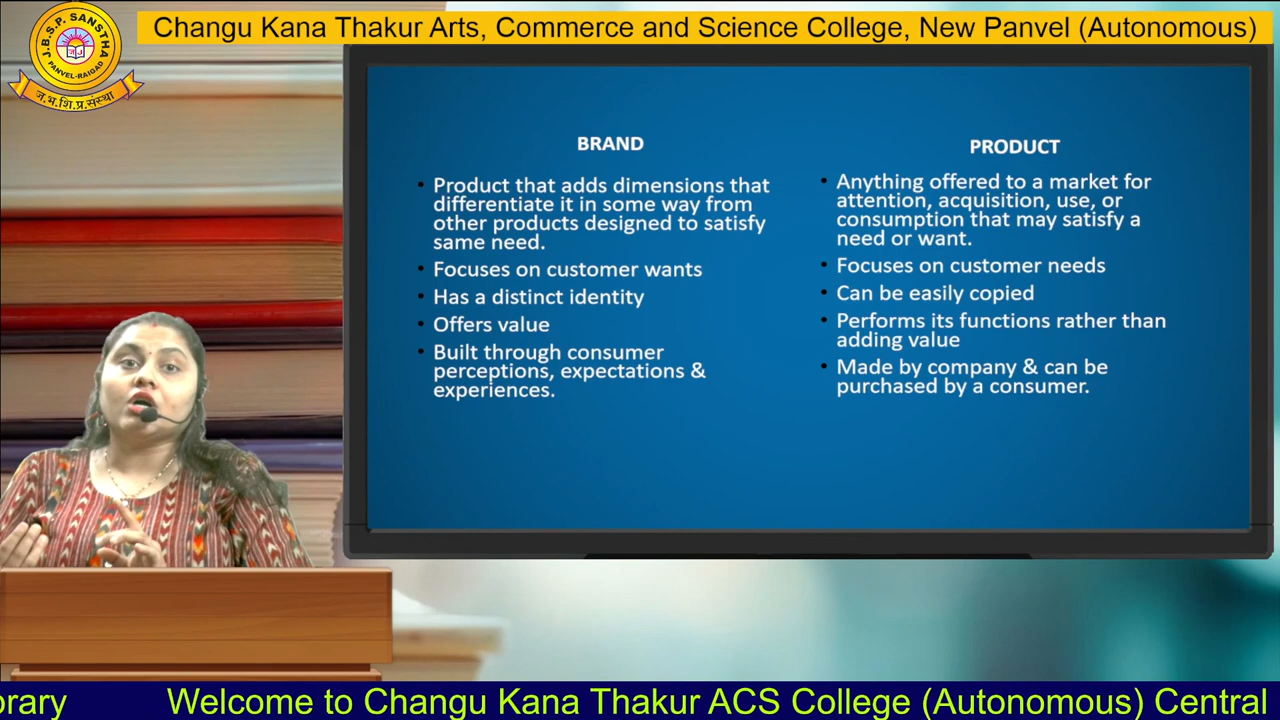 Changu Kana Thakur Arts, Commerce and Science College, New Panvel (Autonomous)
J.B.S.P. SANSTHA
PANVEL-RAIGAD
ज.भ.शि.प्र.संस्था
BRAND
• Product that adds dimensions that
differentiate it in some way from
other products designed to satisfy
same need.
• Focuses on customer wants
• Has a distinct identity
• Offers value
• Built through consumer
perceptions, expectations &
experiences.
PRODUCT
• Anything offered to a market for
attention, acquisition, use, or
consumption that may satisfy a
need or want.
• Focuses on customer needs
• Can be easily copied
• Performs its functions rather than
adding value
• Made by company & can be
purchased by a consumer.
brary Welcome to Changu Kana Thakur ACS College (Autonomous) Central